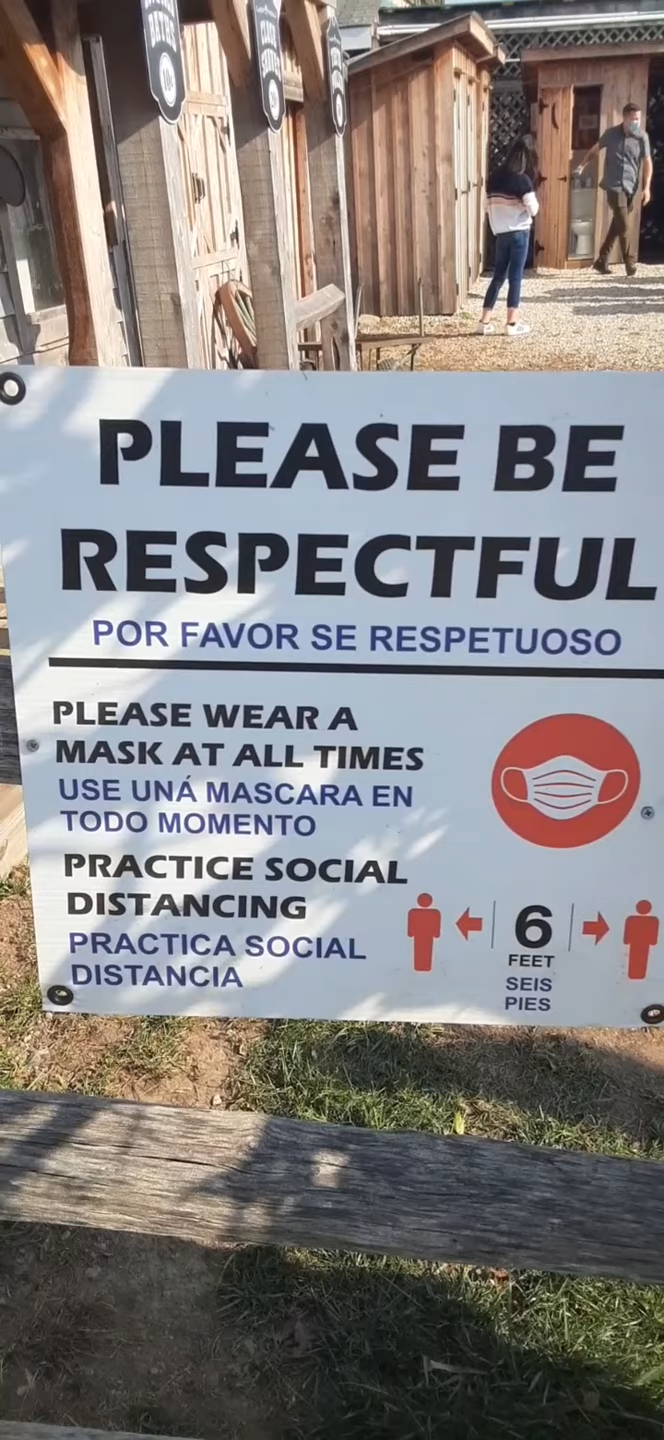 PLEASE BE
RESPECTFUL
POR FAVOR SE RESPETUOSO
PLEASE WEAR A
MASK AT ALL TIMES
USE UNÁ MASCARA EN
TODO MOMENTO
PRACTICE SOCIAL
DISTANCING
PRACTICA SOCIAL
DISTANCIA
6
FEET
SEIS
PIES